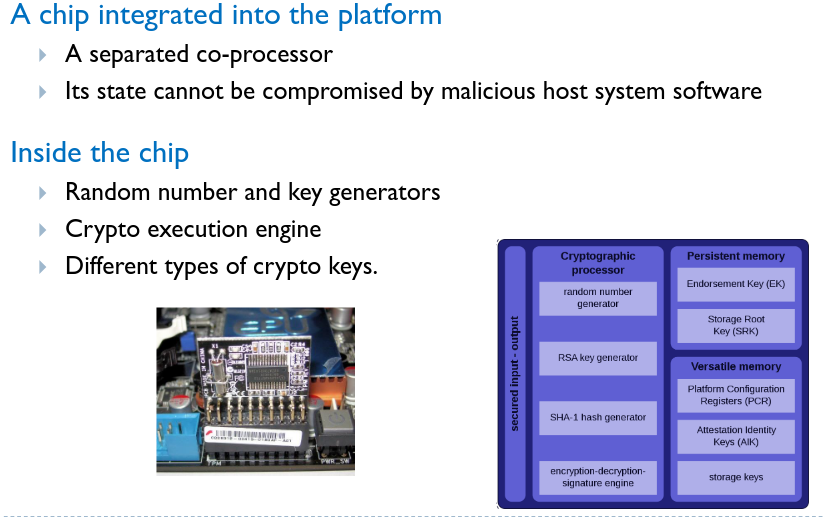 A chip integrated into the platform
A separated co-processor
Its state cannot be compromised by malicious host system software
Inside the chip
Random number and key generators
Crypto execution engine
Different types of crypto keys.
X1
TPM
PWR_SW
secured input - output
Cryptographic
processor
random number
generator
RSA key generator
SHA-1 hash generator
encryption-decryption-
signature engine
Persistent memory
Endorsement Key (EK)
Storage Root
Key (SRK)
Versatile memory
Platform Configuration
Registers (PCR)
Attestation Identity
Keys (AIK)
storage keys